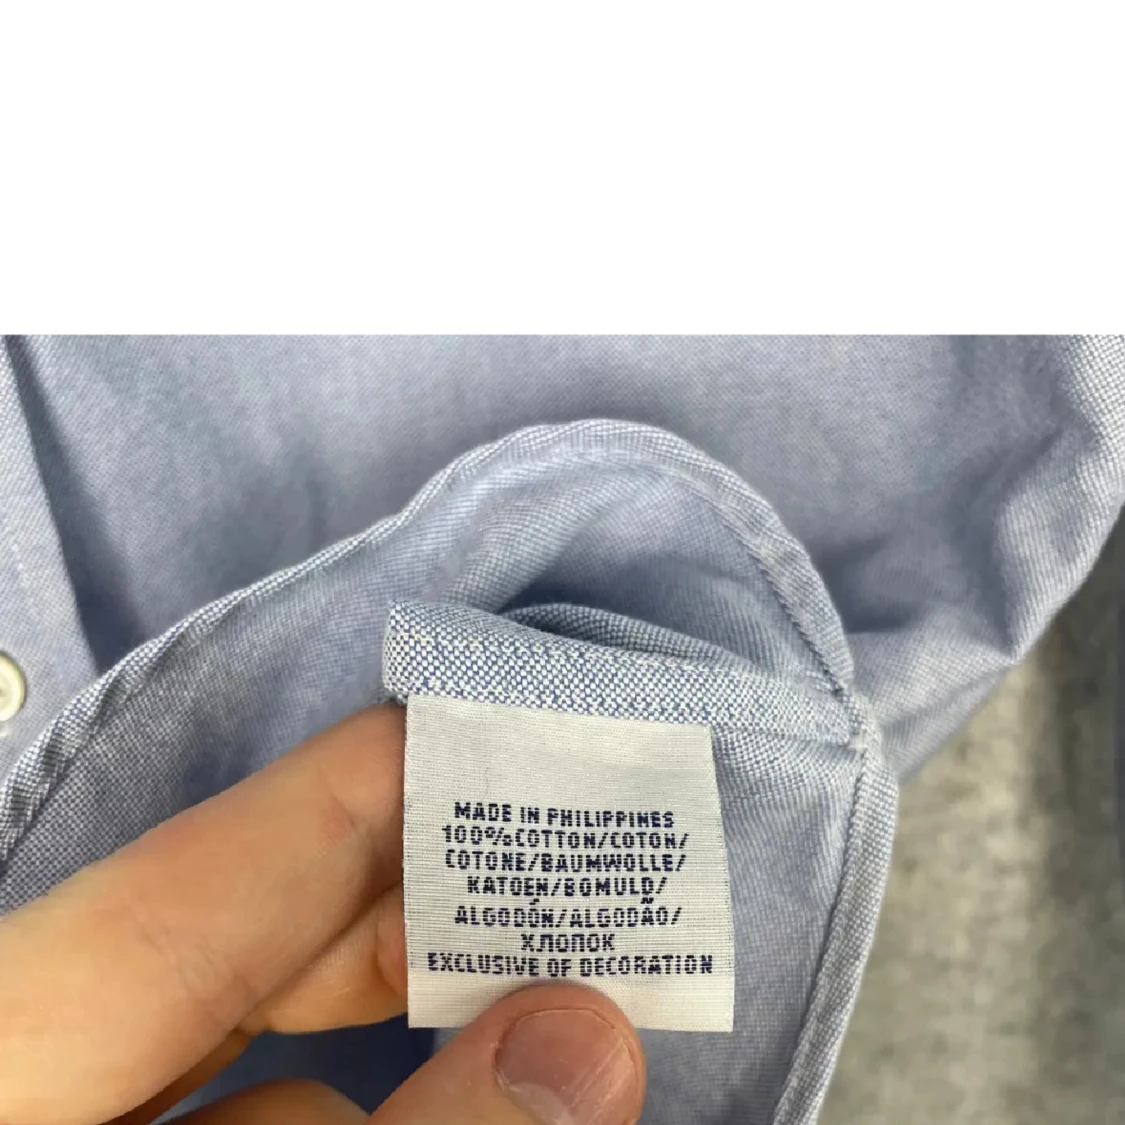 MADE IN PHILIPPINES
100%COTTON/COTON/
COTONE/BAUMWOLLE/
KATOEN/BOMULD/
ALGODÓN/ALGODÃO/
ХЛОПОК
EXCLUSIVE OF DECORATION